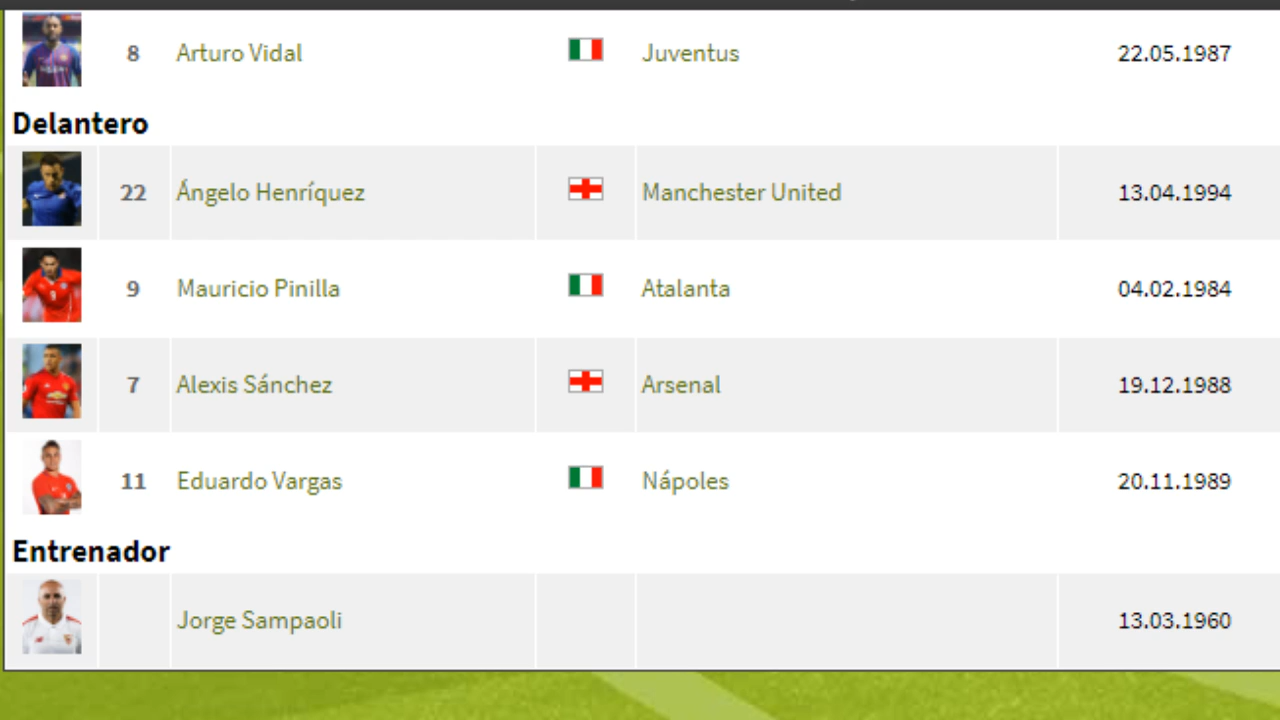 8 Arturo Vidal Juventus 22.05.1987
Delantero
22 Ángelo Henríquez Manchester United 13.04.1994
9 Mauricio Pinilla Atalanta 04.02.1984
7 Alexis Sánchez Arsenal 19.12.1988
11 Eduardo Vargas Nápoles 20.11.1989
Entrenador
Jorge Sampaoli 13.03.1960